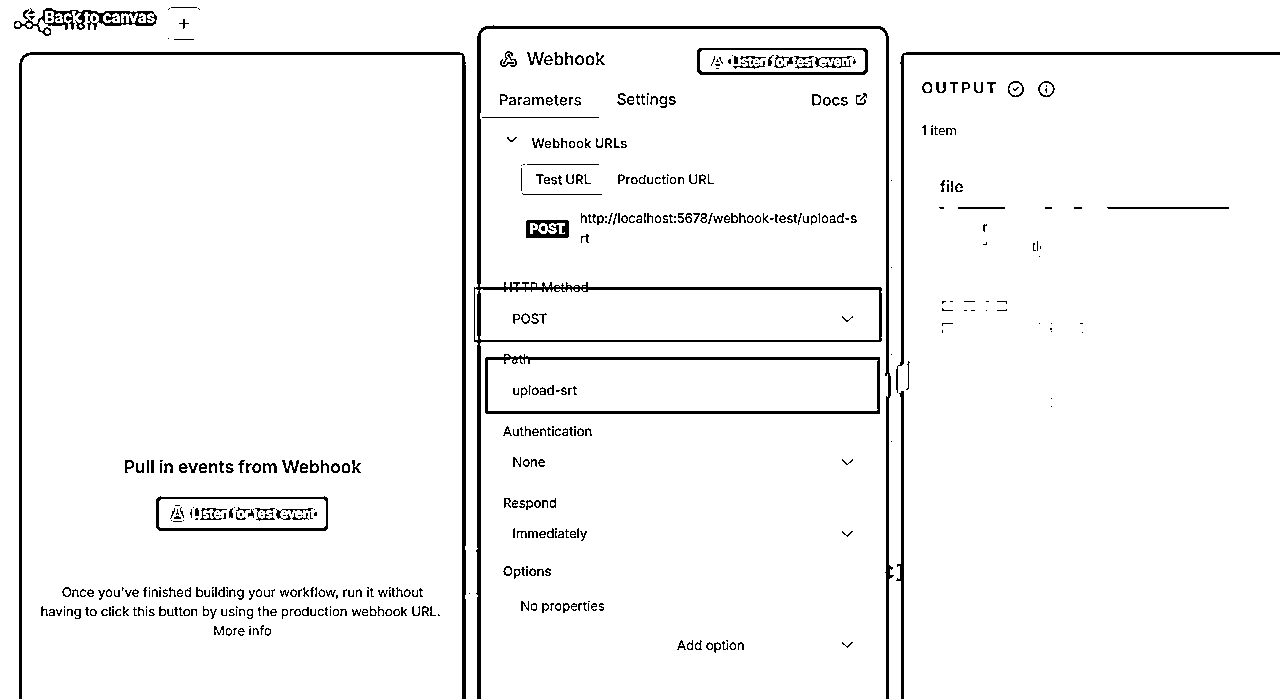 Back to canvas
+
Webhook
Listen for test event
Parameters
Settings
Docs
Webhook URLs
Test URL
Production URL
POST
http://localhost:5678/webhook-test/upload-s
rt
HTTP Method
POST
Path
upload-srt
Authentication
None
Respond
Immediately
Options
No properties
Add option
Pull in events from Webhook
Listen for test event
Once you've finished building your workflow, run it without
having to click this button by using the production webhook URL.
More info
OUTPUT
1 item
file